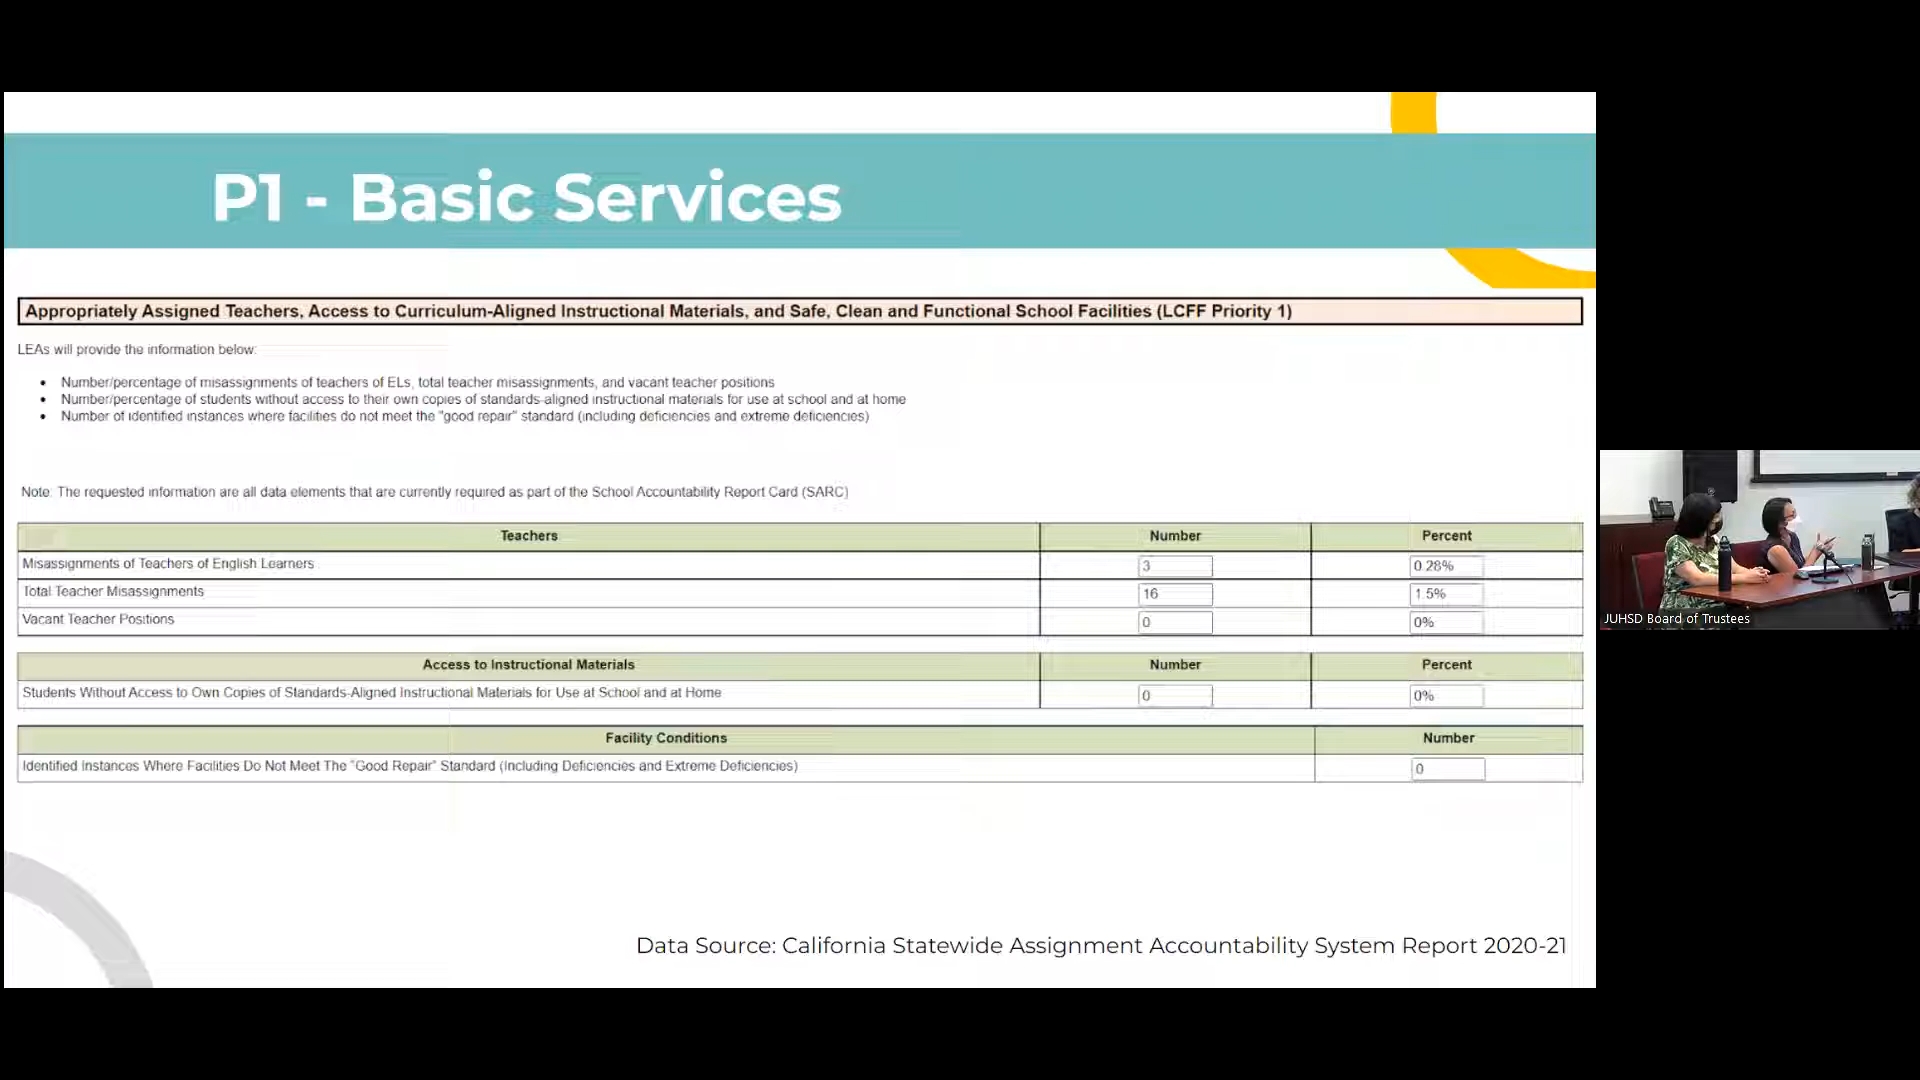 P1 - Basic Services
Appropriately Assigned Teachers, Access to Curriculum-Aligned Instructional Materials, and Safe, Clean and Functional School Facilities (LCFF Priority 1)
LEAs will provide the information below:
• Number/percentage of misassignments of teachers of ELs, total teacher misassignments, and vacant teacher positions
• Number/percentage of students without access to their own copies of standards-aligned instructional materials for use at school and at home
• Number of identified instances where facilities do not meet the "good repair" standard (including deficiencies and extreme deficiencies)
Note: The requested information are all data elements that are currently required as part of the School Accountability Report Card (SARC)
Teachers Number Percent
Misassignments of Teachers of English Learners 3 0.28%
Total Teacher Misassignments 16 1.5%
Vacant Teacher Positions 0 0%
Access to Instructional Materials Number Percent
Students Without Access to Own Copies of Standards-Aligned Instructional Materials for Use at School and at Home 0 0%
Facility Conditions Number
Identified Instances Where Facilities Do Not Meet The "Good Repair" Standard (Including Deficiencies and Extreme Deficiencies) 0
Data Source: California Statewide Assignment Accountability System Report 2020-21
JUHSD Board of Trustees